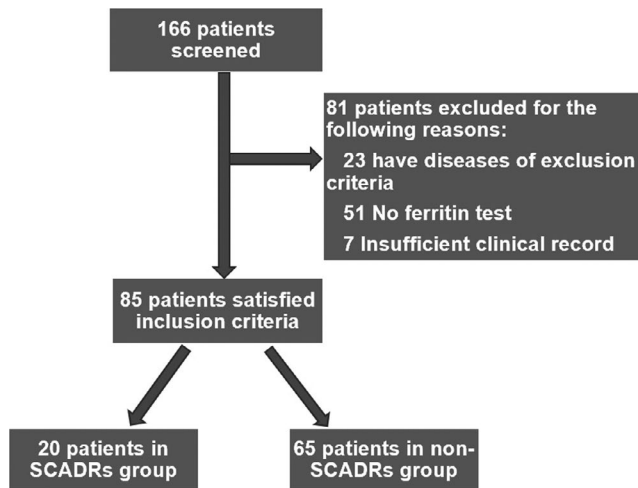 166 patients
screened
81 patients excluded for the
following reasons:
23 have diseases of exclusion
criteria
51 No ferritin test
7 Insufficient clinical record
85 patients satisfied
inclusion criteria
20 patients in
SCADRs group
65 patients in non-
SCADRs group